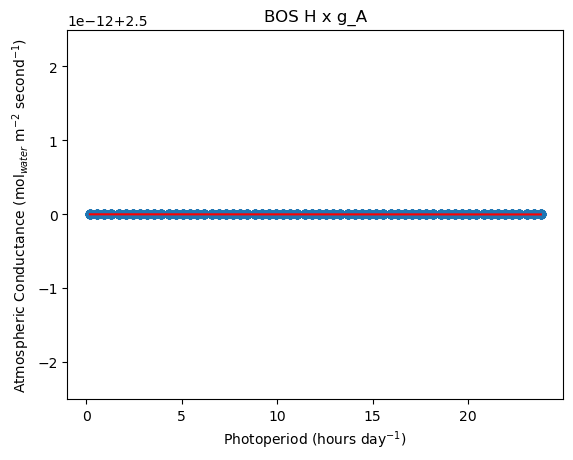 BOS H x g_A
1e−12+2.5
2
1
0
−1
−2
Atmospheric Conductance (mol_water m⁻² second⁻¹)
0 5 10 15 20
Photoperiod (hours day⁻¹)